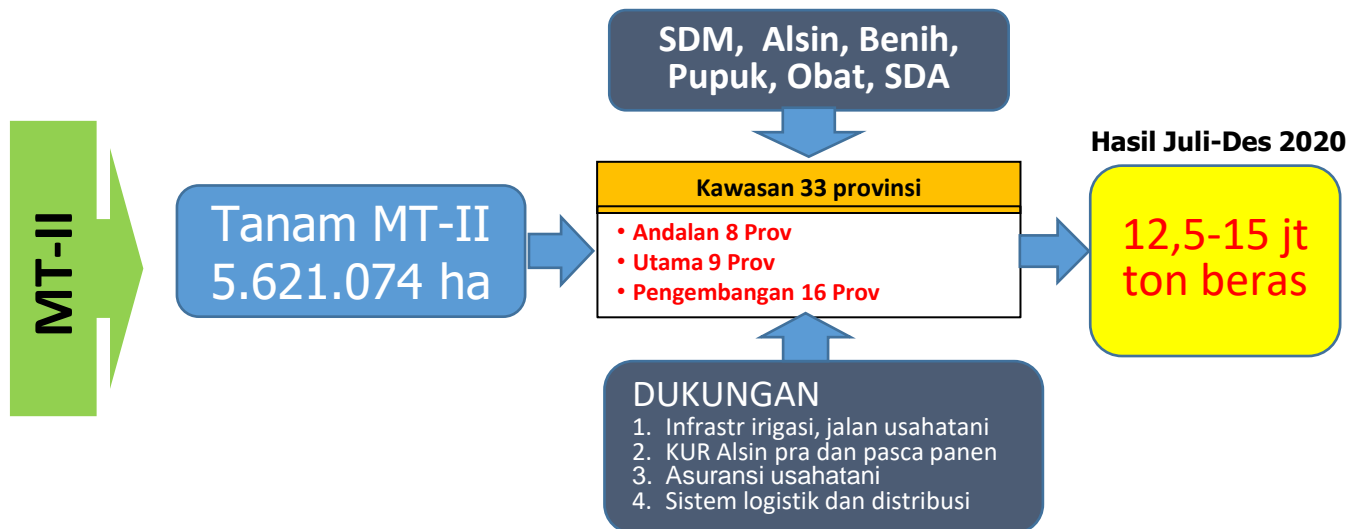 MT-II
Tanam MT-II
5.621.074 ha
SDM, Alsin, Benih,
Pupuk, Obat, SDA
Kawasan 33 provinsi
• Andalan 8 Prov
• Utama 9 Prov
• Pengembangan 16 Prov
DUKUNGAN
1. Infrastr irigasi, jalan usahatani
2. KUR Alsin pra dan pasca panen
3. Asuransi usahatani
4. Sistem logistik dan distribusi
Hasil Juli-Des 2020
12,5-15 jt
ton beras